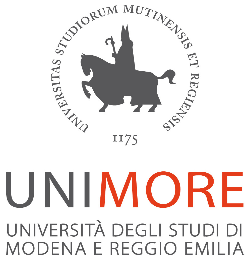 UNIVERSITAS STUDIORUM MUTINENSIS ET REGIENSIS
1175
UNIMORE
UNIVERSITÀ DEGLI STUDI DI
MODENA E REGGIO EMILIA